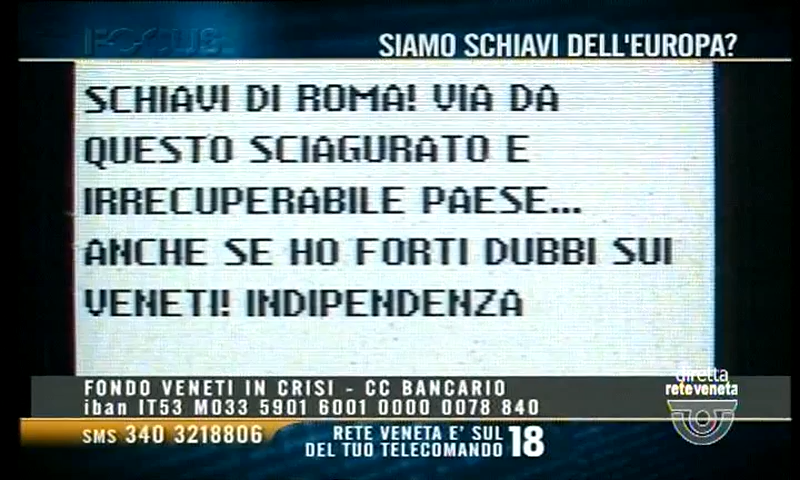 FOCUS
SIAMO SCHIAVI DELL'EUROPA?
SCHIAVI DI ROMA! VIA DA
QUESTO SCIAGURATO E
IRRECUPERABILE PAESE...
ANCHE SE HO FORTI DUBBI SUI
VENETI! INDIPENDENZA
FONDO VENETI IN CRISI - CC BANCARIO
iban IT53 M033 5901 6001 0000 0078 840
diretta
reteveneta
SMS 340 3218806
RETE VENETA E' SUL
DEL TUO TELECOMANDO 18